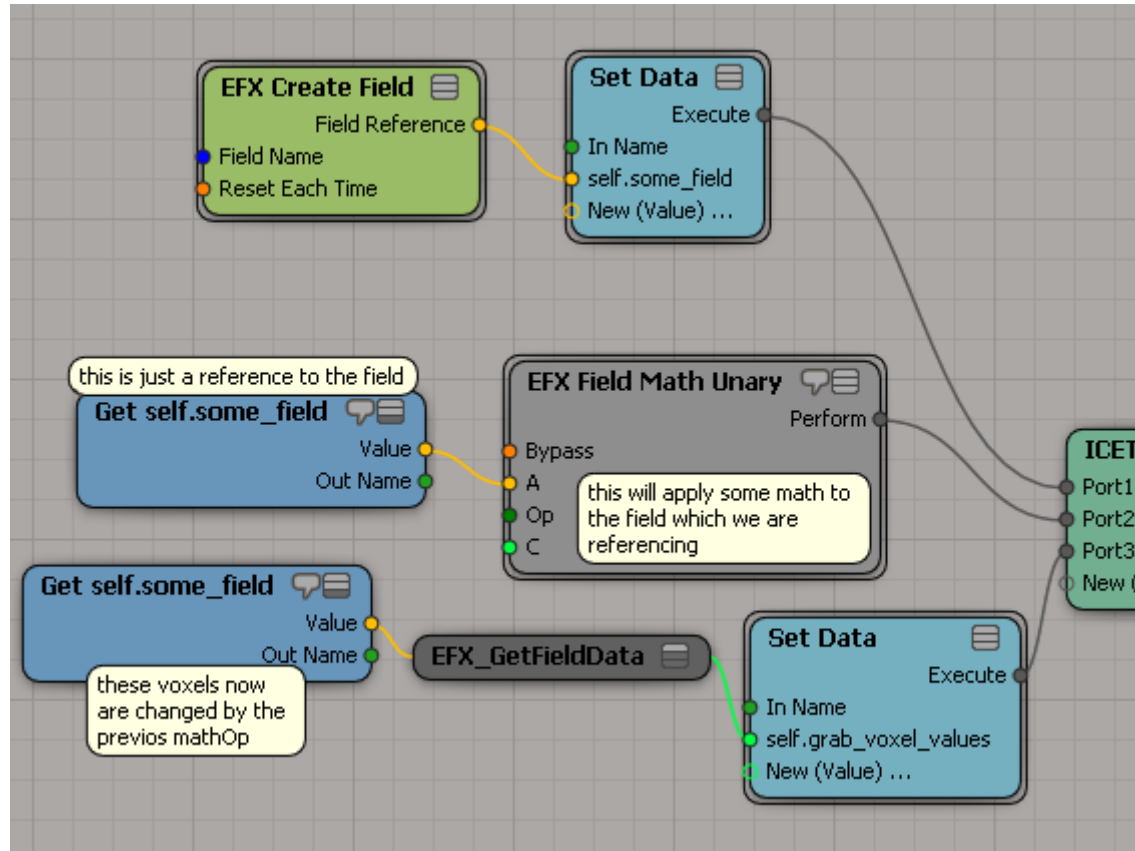 EFX Create Field
Field Reference
Field Name
Reset Each Time
Set Data
Execute
In Name
self.some_field
New (Value) ...
this is just a reference to the field
Get self.some_field
Value
Out Name
EFX Field Math Unary
Perform
Bypass
A
Op
C
this will apply some math to
the field which we are
referencing
ICET
Port1
Port2
Port3
New (
Get self.some_field
Value
Out Name
these voxels now
are changed by the
previos mathOp
EFX_GetFieldData
Set Data
Execute
In Name
self.grab_voxel_values
New (Value) ...